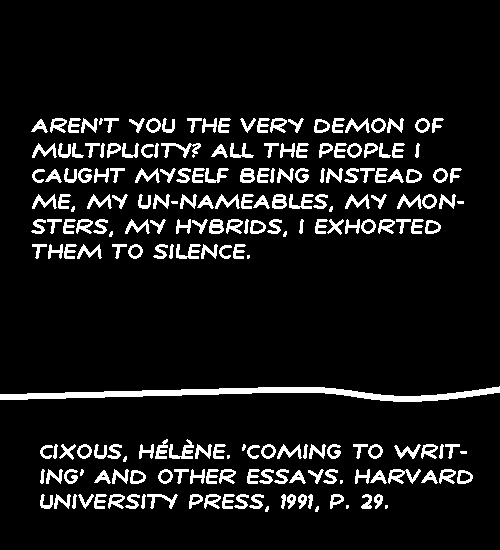 AREN'T YOU THE VERY DEMON OF
MULTIPLICITY? ALL THE PEOPLE I
CAUGHT MYSELF BEING INSTEAD OF
ME, MY UN-NAMEABLES, MY MON-
STERS, MY HYBRIDS, I EXHORTED
THEM TO SILENCE.
CIXOUS, HÉLÈNE. 'COMING TO WRIT-
ING' AND OTHER ESSAYS. HARVARD
UNIVERSITY PRESS, 1991, P. 29.